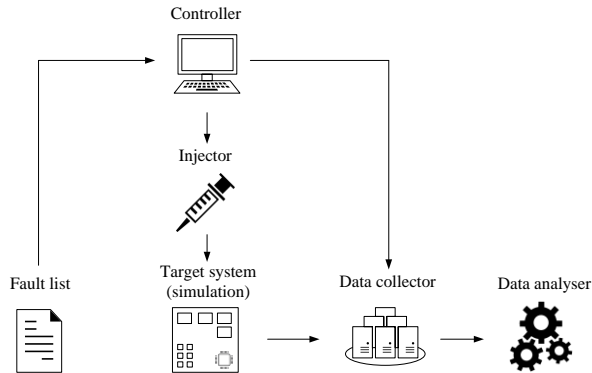 Controller
Injector
Fault list
Target system
(simulation)
Data collector
Data analyser